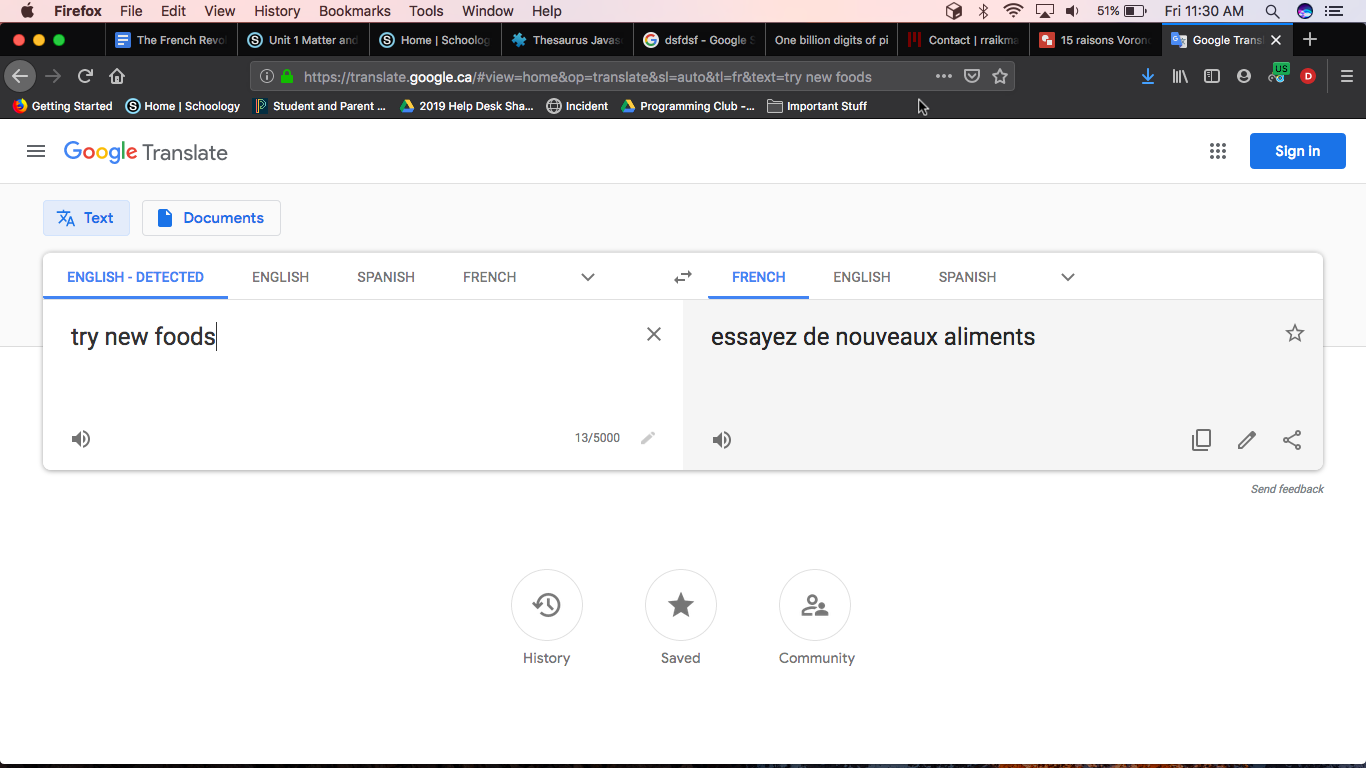 Firefox File Edit View History Bookmarks Tools Window Help 51% Fri 11:30 AM
The French Revo Unit 1 Matter and Home | Schoolog Thesaurus Javas dsfdsf - Google S One billion digits of pi Contact | rraikma 15 raisons Vorono Google Transl
https://translate.google.ca/#view=home&op=translate&sl=auto&tl=fr&text=try new foods US D
Getting Started Home | Schoology Student and Parent ... 2019 Help Desk Sha... Incident Programming Club -... Important Stuff
Google Translate Sign in
Text Documents
ENGLISH - DETECTED ENGLISH SPANISH FRENCH FRENCH ENGLISH SPANISH
try new foods essayez de nouveaux aliments
13/5000
Send feedback
History Saved Community